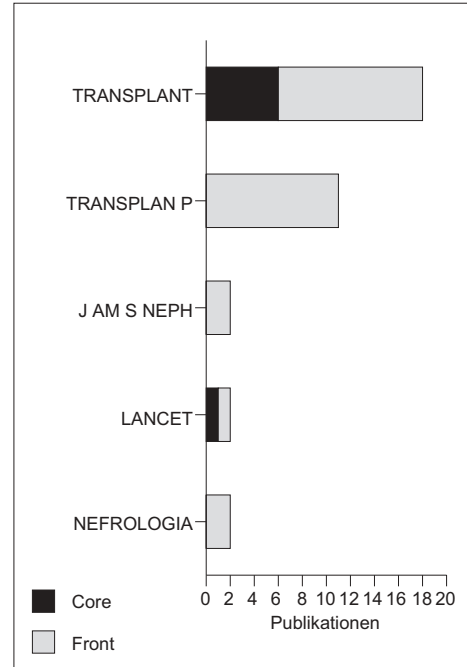 TRANSPLANT
TRANSPLAN P
J AM S NEPH
LANCET
NEFROLOGIA
0 2 4 6 8 10 12 14 16 18 20
Publikationen
Core
Front